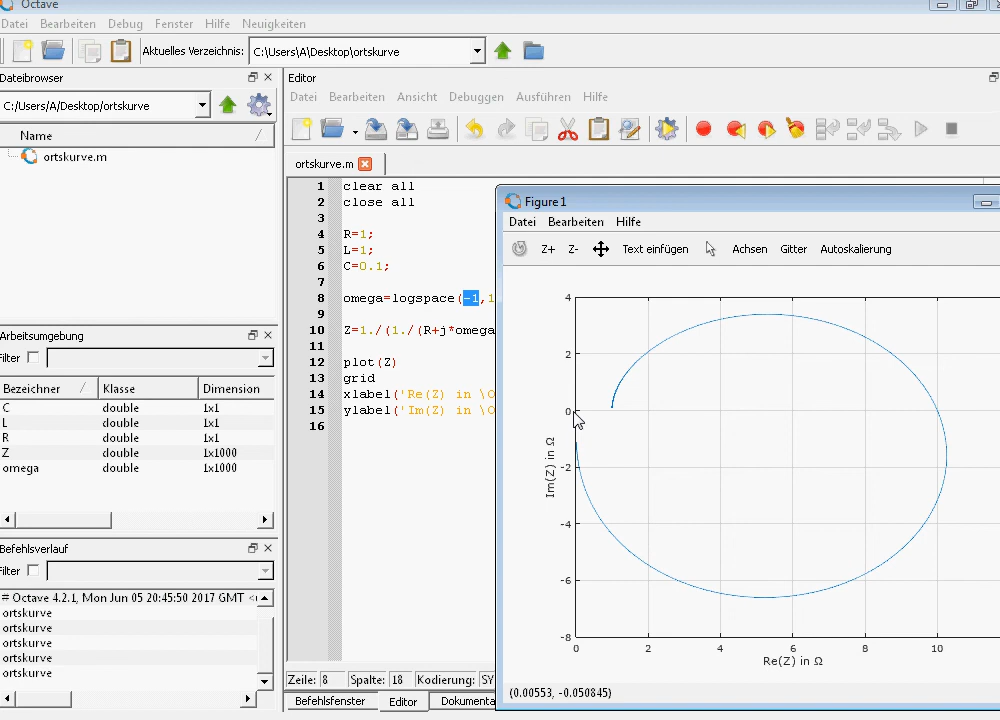 Octave
Datei Bearbeiten Debug Fenster Hilfe Neuigkeiten
Aktuelles Verzeichnis: C:\Users\A\Desktop\ortskurve
Dateibrowser
C:/Users/A/Desktop/ortskurve
Name
ortskurve.m
Arbeitsumgebung
Filter
Bezeichner Klasse Dimension
C double 1x1
L double 1x1
R double 1x1
Z double 1x1000
omega double 1x1000
Befehlsverlauf
Filter
# Octave 4.2.1, Mon Jun 05 20:45:50 2017 GMT <
ortskurve
ortskurve
ortskurve
ortskurve
ortskurve
Editor
Datei Bearbeiten Ansicht Debuggen Ausführen Hilfe
ortskurve.m
1 clear all
2 close all
3
4 R=1;
5 L=1;
6 C=0.1;
7
8 omega=logspace(-1,1
9
10 Z=1./(1./(R+j*omega
11
12 plot(Z)
13 grid
14 xlabel('Re(Z) in \O
15 ylabel('Im(Z) in \O
16
Zeile: 8 Spalte: 18 Kodierung: SY
Befehlsfenster Editor Dokumenta
Figure 1
Datei Bearbeiten Hilfe
Z+ Z- Text einfügen Achsen Gitter Autoskalierung
4
2
0
-2
-4
-6
-8
Im(Z) in Ω
0 2 4 6 8 10
Re(Z) in Ω
(0.00553, -0.050845)